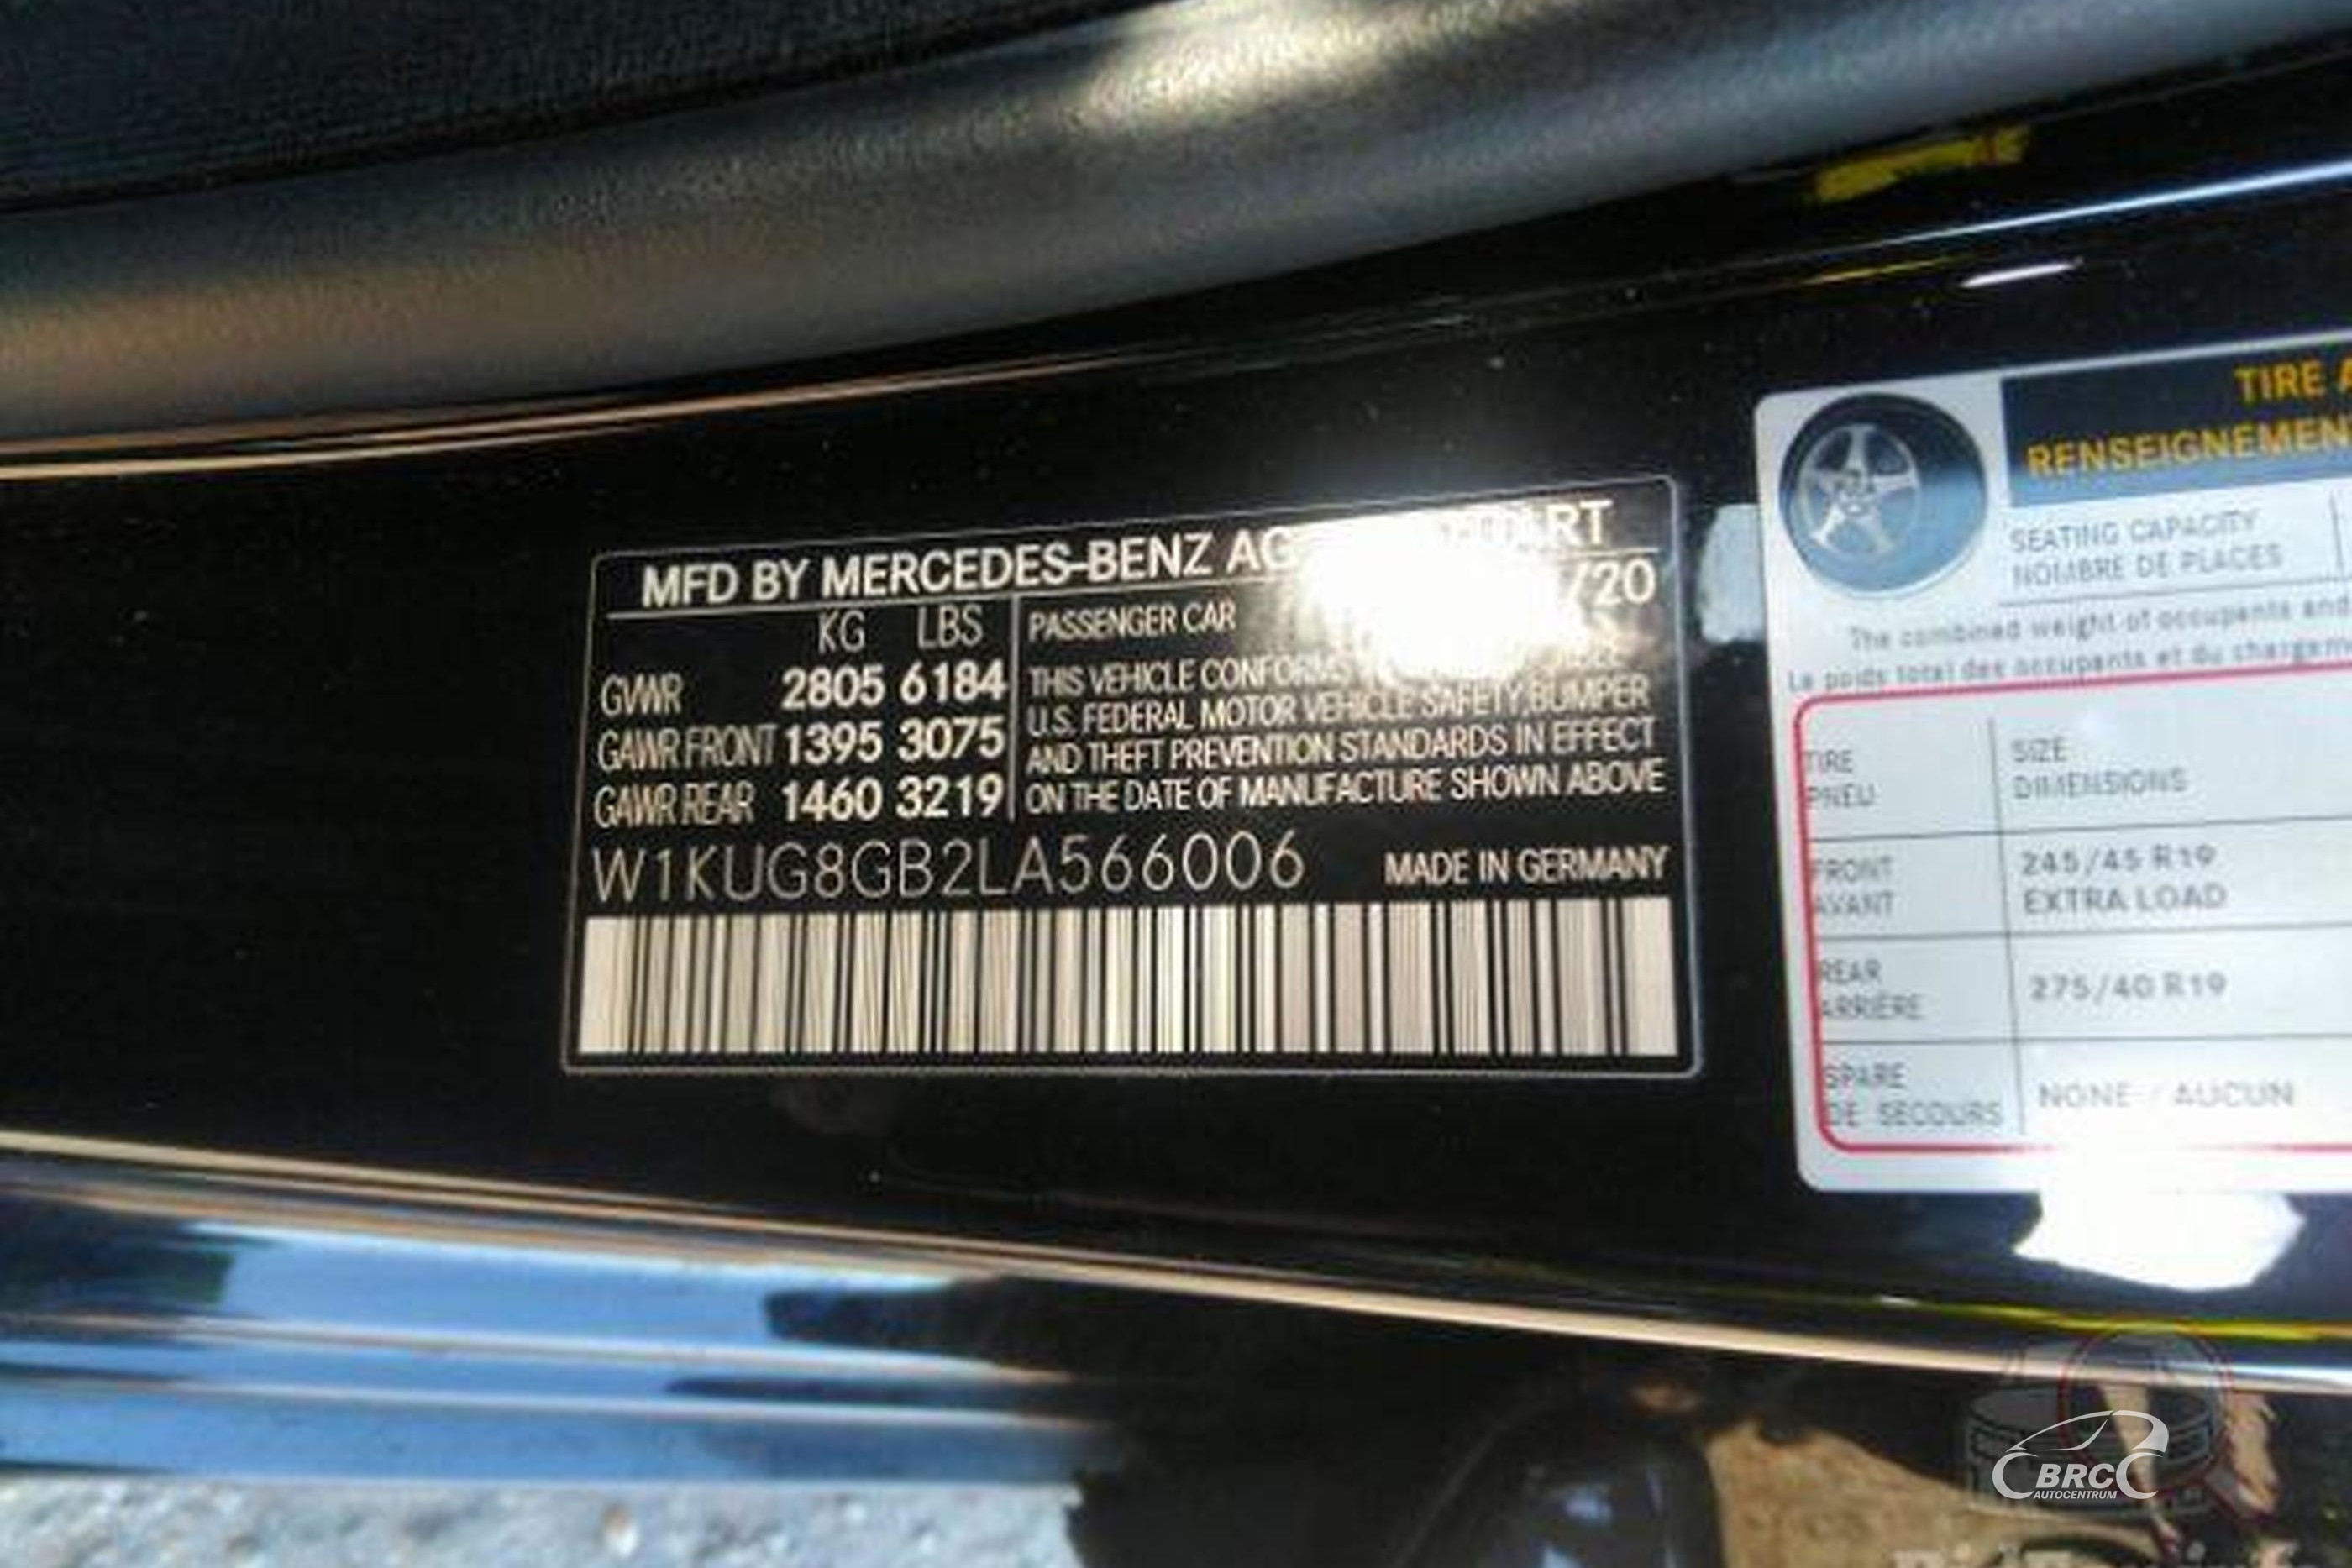 MFD BY MERCEDES-BENZ AG
/20
KG LBS
PASSENGER CAR
GVWR 2805 6184
GAWR FRONT 1395 3075
GAWR REAR 1460 3219
THIS VEHICLE CONFORMS
U.S. FEDERAL MOTOR VEHICLE SAFETY,BUMPER
AND THEFT PREVENTION STANDARDS IN EFFECT
ON THE DATE OF MANUFACTURE SHOWN ABOVE
W1KUG8GB2LA566006 MADE IN GERMANY
TIRE
RENSEIGNEMEN
SEATING CAPACITY
NOMBRE DE PLACES
The combined weight of occupants and
Le poids total des occupants et du chargem
TIRE
PNEU
SIZE
DIMENSIONS
FRONT
AVANT
245/45 R19
EXTRA LOAD
REAR
ARRIÈRE
275/40 R19
SPARE
DE SECOURS
NONE / AUCUN
BRC
AUTOCENTRUM